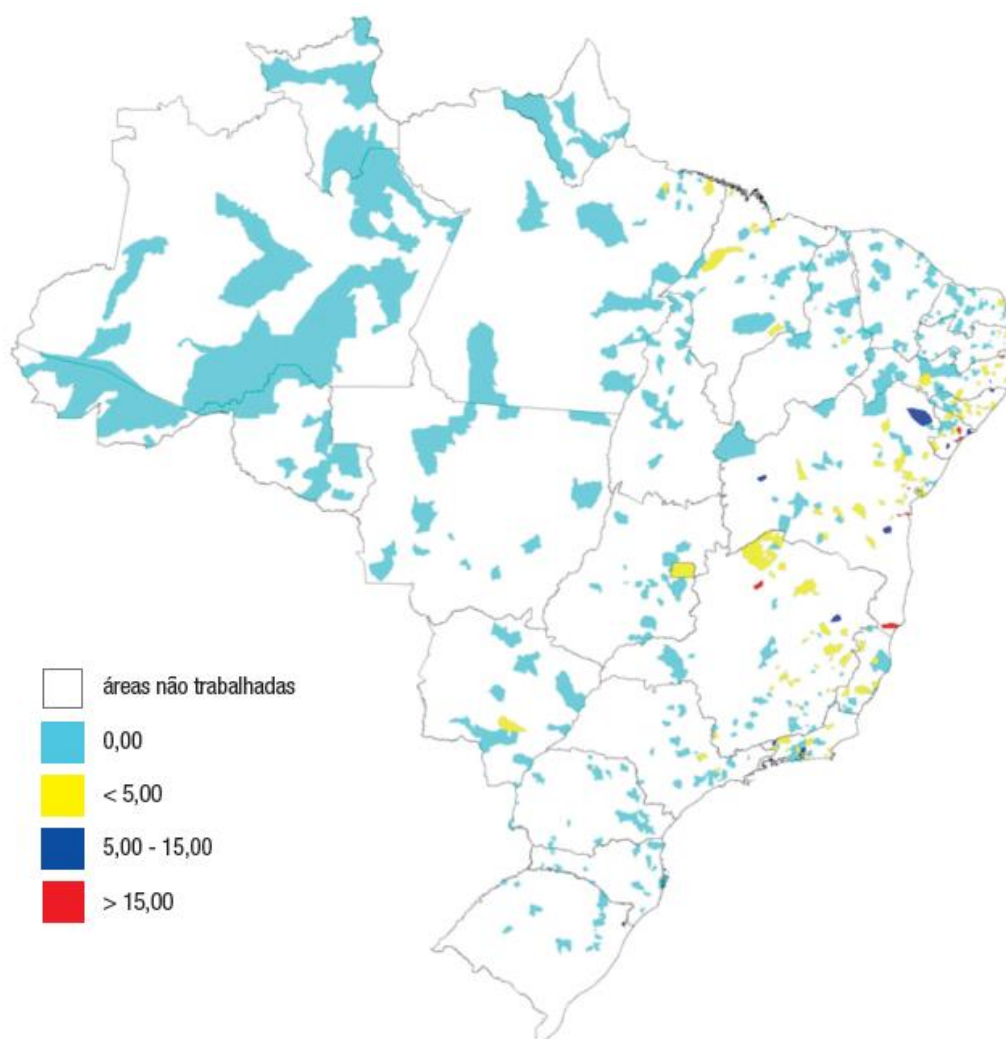 áreas não trabalhadas
0,00
< 5,00
5,00 - 15,00
> 15,00